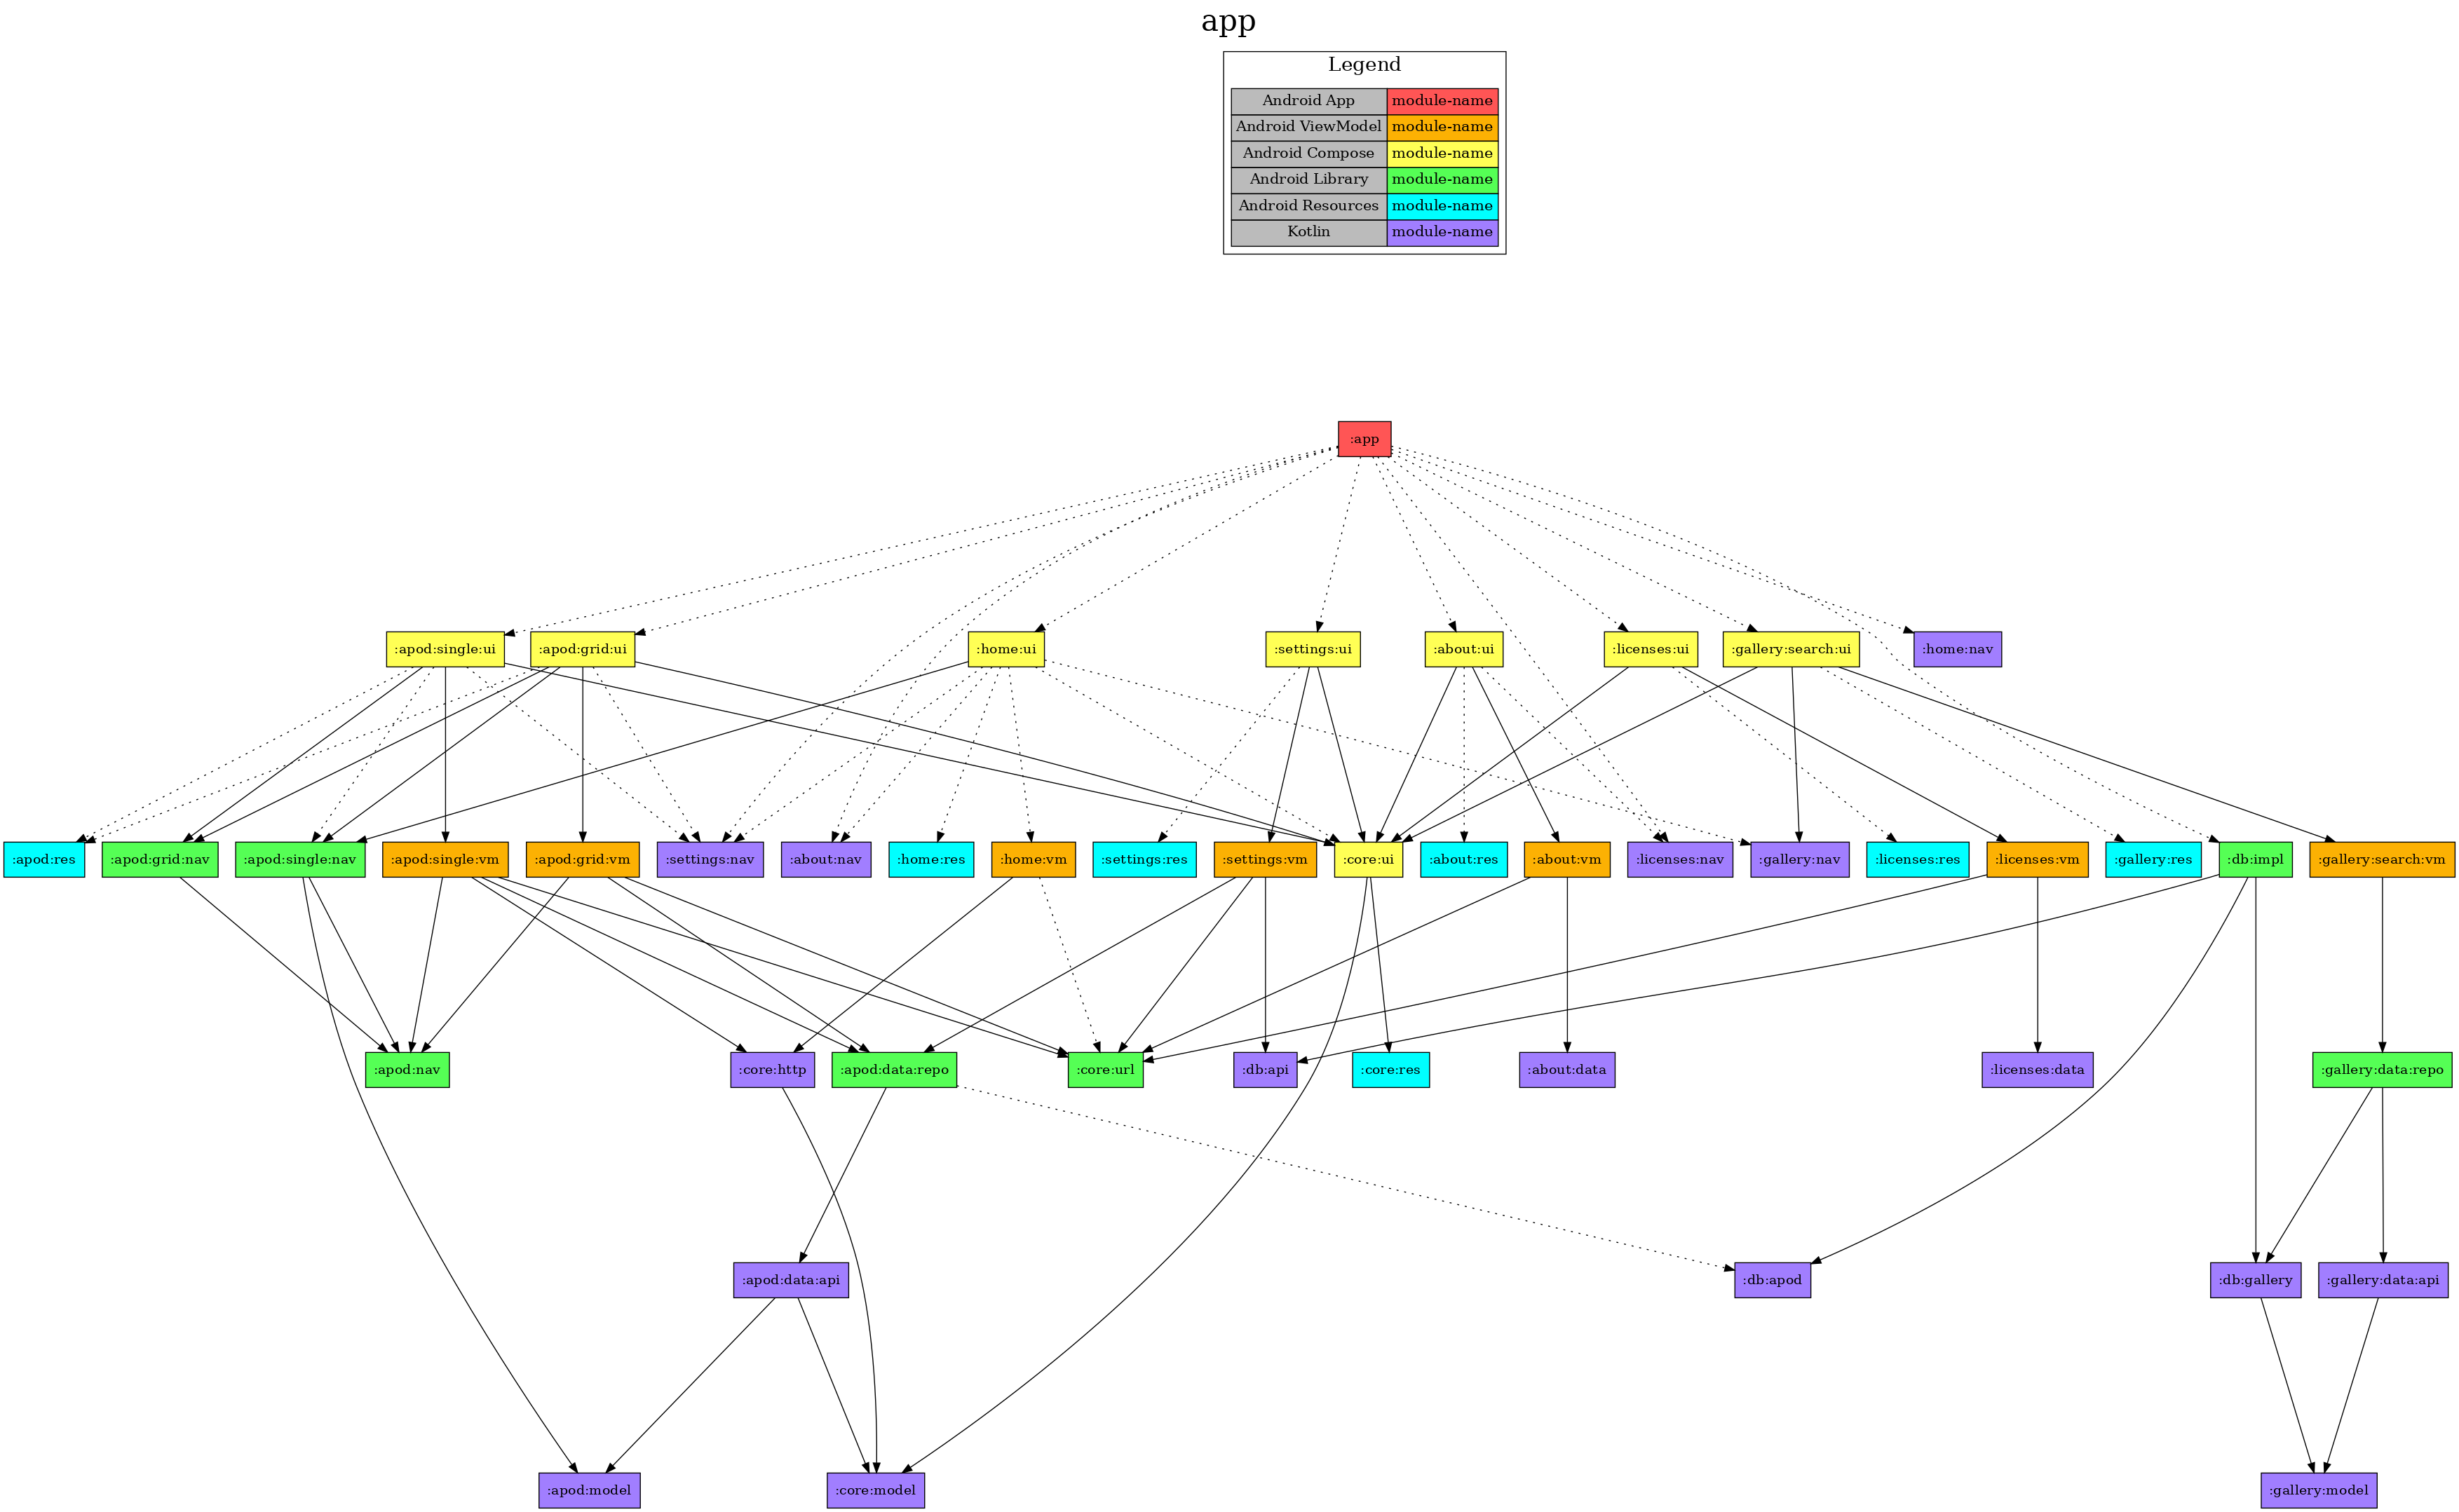 app
Legend
Android App module-name
Android ViewModel module-name
Android Compose module-name
Android Library module-name
Android Resources module-name
Kotlin module-name
:app
:apod:single:ui :apod:grid:ui :home:ui :settings:ui :about:ui :licenses:ui :gallery:search:ui :home:nav
:apod:res :apod:grid:nav :apod:single:nav :apod:single:vm :apod:grid:vm :settings:nav :about:nav :home:res :home:vm :settings:res :settings:vm :core:ui :about:res :about:vm :licenses:nav :gallery:nav :licenses:res :licenses:vm :gallery:res :db:impl :gallery:search:vm
:apod:nav :core:http :apod:data:repo :core:url :db:api :core:res :about:data :licenses:data :gallery:data:repo
:apod:data:api :db:apod :db:gallery :gallery:data:api
:apod:model :core:model :gallery:model